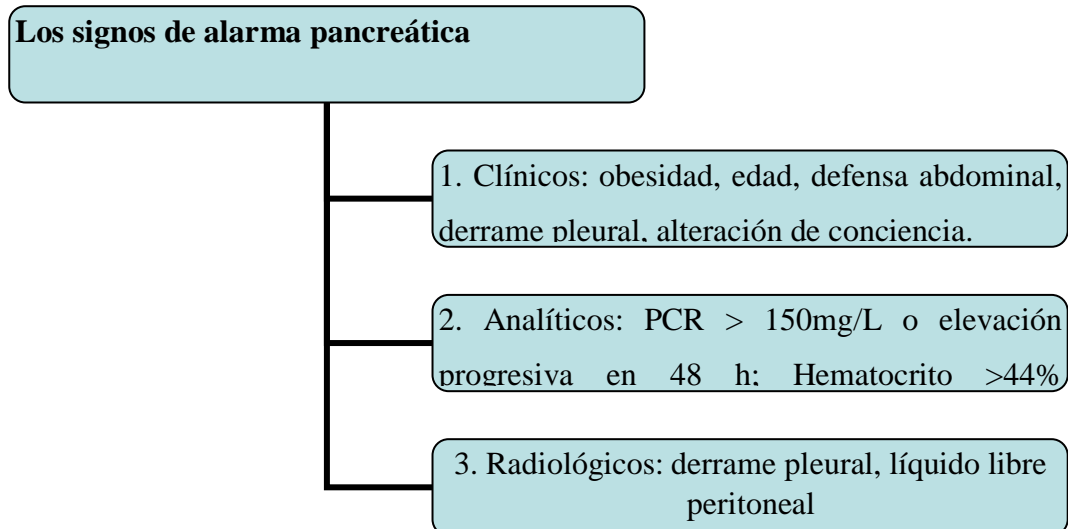 Los signos de alarma pancreática
1. Clínicos: obesidad, edad, defensa abdominal,
derrame pleural, alteración de conciencia.
2. Analíticos: PCR > 150mg/L o elevación
progresiva en 48 h; Hematocrito >44%
3. Radiológicos: derrame pleural, líquido libre
peritoneal